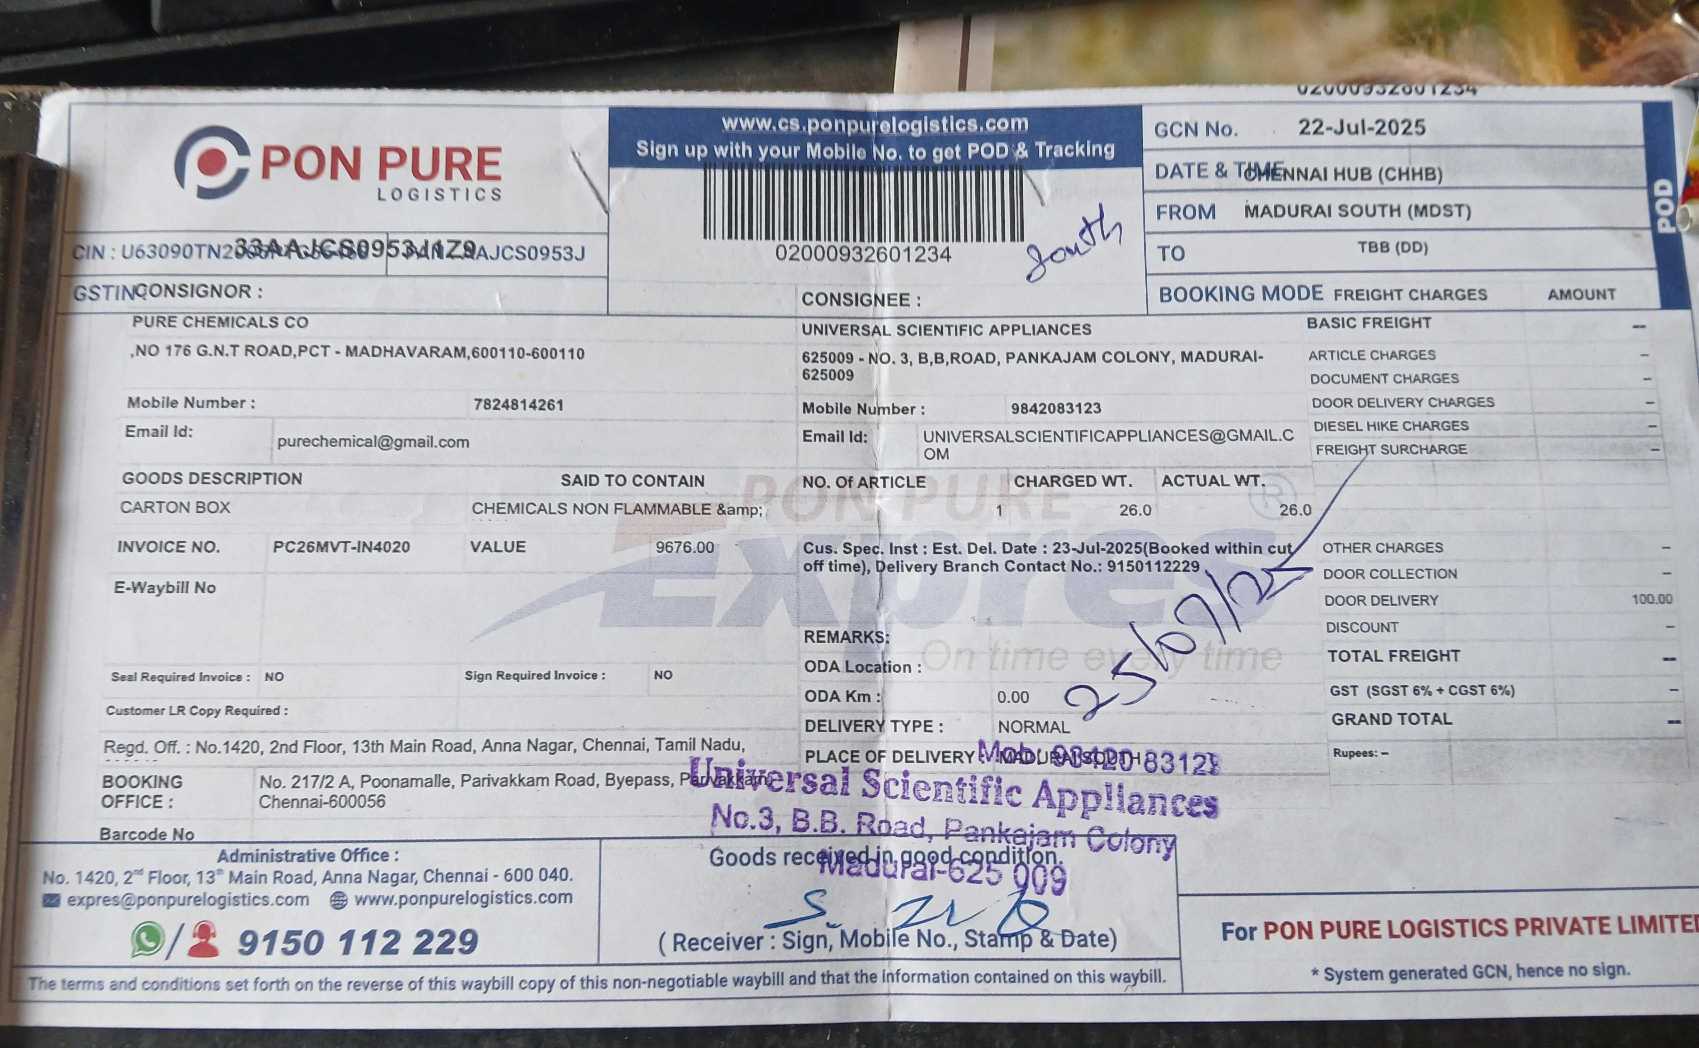 02000932601234
PON PURE
LOGISTICS
www.cs.ponpurelogistics.com
Sign up with your Mobile No. to get POD & Tracking
02000932601234
South
GCN No. 22-Jul-2025
DATE & TIME CHENNAI HUB (CHHB)
FROM MADURAI SOUTH (MDST)
TO TBB (DD)
BOOKING MODE FREIGHT CHARGES AMOUNT
POD
CIN : 33AAJCS0953J1Z9
GSTIN CONSIGNOR :
PURE CHEMICALS CO
,NO 176 G.N.T ROAD,PCT - MADHAVARAM,600110-600110
Mobile Number : 7824814261
Email Id: purechemical@gmail.com
CONSIGNEE :
UNIVERSAL SCIENTIFIC APPLIANCES
625009 - NO. 3, B,B,ROAD, PANKAJAM COLONY, MADURAI-
625009
Mobile Number : 9842083123
Email Id: UNIVERSALSCIENTIFICAPPLIANCES@GMAIL.C
OM
BASIC FREIGHT --
ARTICLE CHARGES -
DOCUMENT CHARGES -
DOOR DELIVERY CHARGES -
DIESEL HIKE CHARGES -
FREIGHT SURCHARGE -
GOODS DESCRIPTION SAID TO CONTAIN NO. Of ARTICLE CHARGED WT. ACTUAL WT.
CARTON BOX CHEMICALS NON FLAMMABLE &amp; 1 26.0 26.0
PON PURE
Expres
®
On time every time
INVOICE NO. PC26MVT-IN4020 VALUE 9676.00
E-Waybill No
Cus. Spec. Inst : Est. Del. Date : 23-Jul-2025(Booked within cut
off time), Delivery Branch Contact No.: 9150112229
25/07/25
REMARKS:
ODA Location :
ODA Km : 0.00
DELIVERY TYPE : NORMAL
PLACE OF DELIVERY MADURAI SOUTH
OTHER CHARGES -
DOOR COLLECTION -
DOOR DELIVERY 100.00
DISCOUNT -
TOTAL FREIGHT --
GST (SGST 6% + CGST 6%) -
GRAND TOTAL --
Rupees: -
Seal Required Invoice : NO Sign Required Invoice : NO
Customer LR Copy Required :
Regd. Off. : No.1420, 2nd Floor, 13th Main Road, Anna Nagar, Chennai, Tamil Nadu,
BOOKING No. 217/2 A, Poonamalle, Parivakkam Road, Byepass, Parivakkam
OFFICE : Chennai-600056
Barcode No
Mob: 98420 83123
Universal Scientific Appliances
No.3, B.B. Road, Pankajam Colony
Madurai-625 009
Administrative Office :
No. 1420, 2nd Floor, 13th Main Road, Anna Nagar, Chennai - 600 040.
expres@ponpurelogistics.com www.ponpurelogistics.com
/ 9150 112 229
Goods received in good condition.
( Receiver : Sign, Mobile No., Stamp & Date)
For PON PURE LOGISTICS PRIVATE LIMITE
* System generated GCN, hence no sign.
The terms and conditions set forth on the reverse of this waybill copy of this non-negotiable waybill and that the information contained on this waybill.